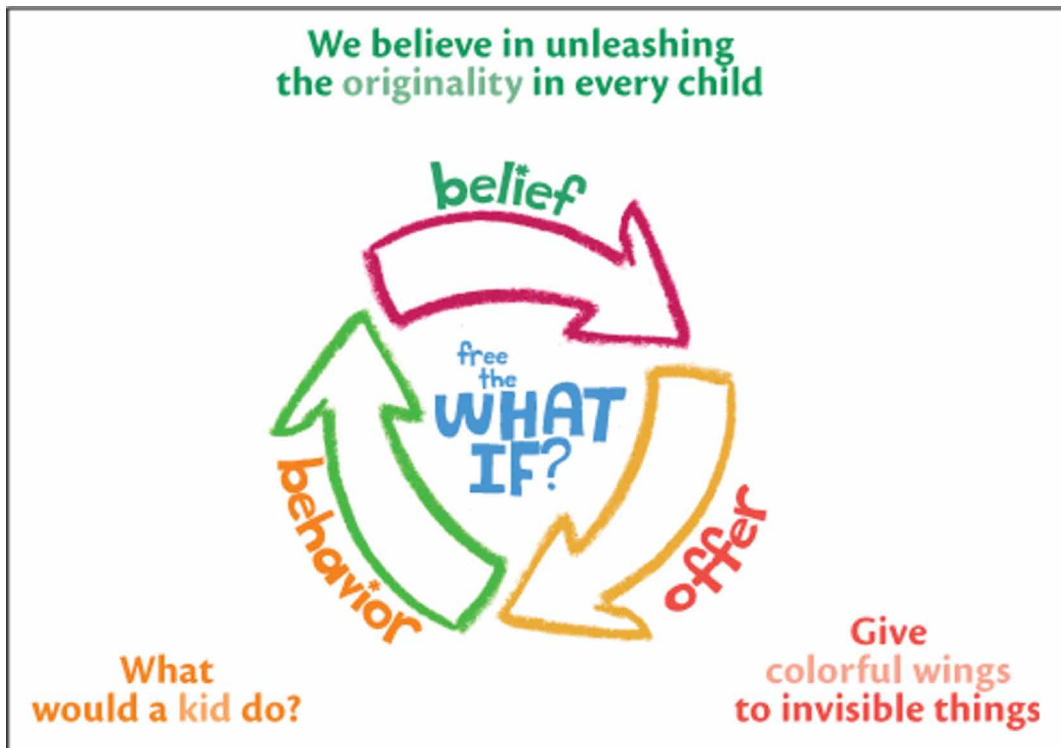 We believe in unleashing
the originality in every child
belief
free
the
WHAT
IF?
behavior
offer
What
would a kid do?
Give
colorful wings
to invisible things